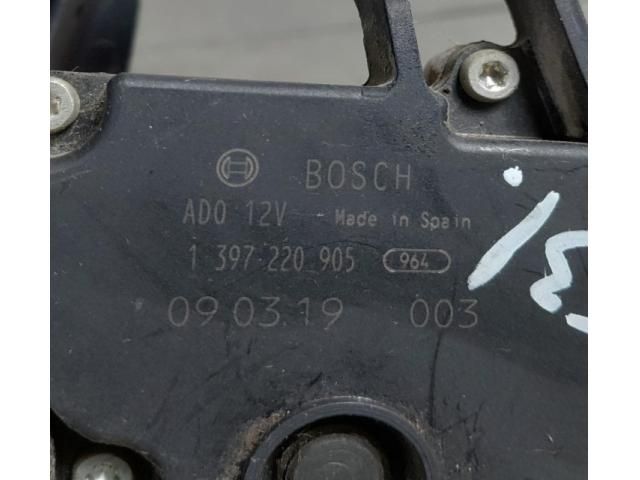 BOSCH
ADO 12V - Made in Spain
1 397 220 905 964
09 03 19 003